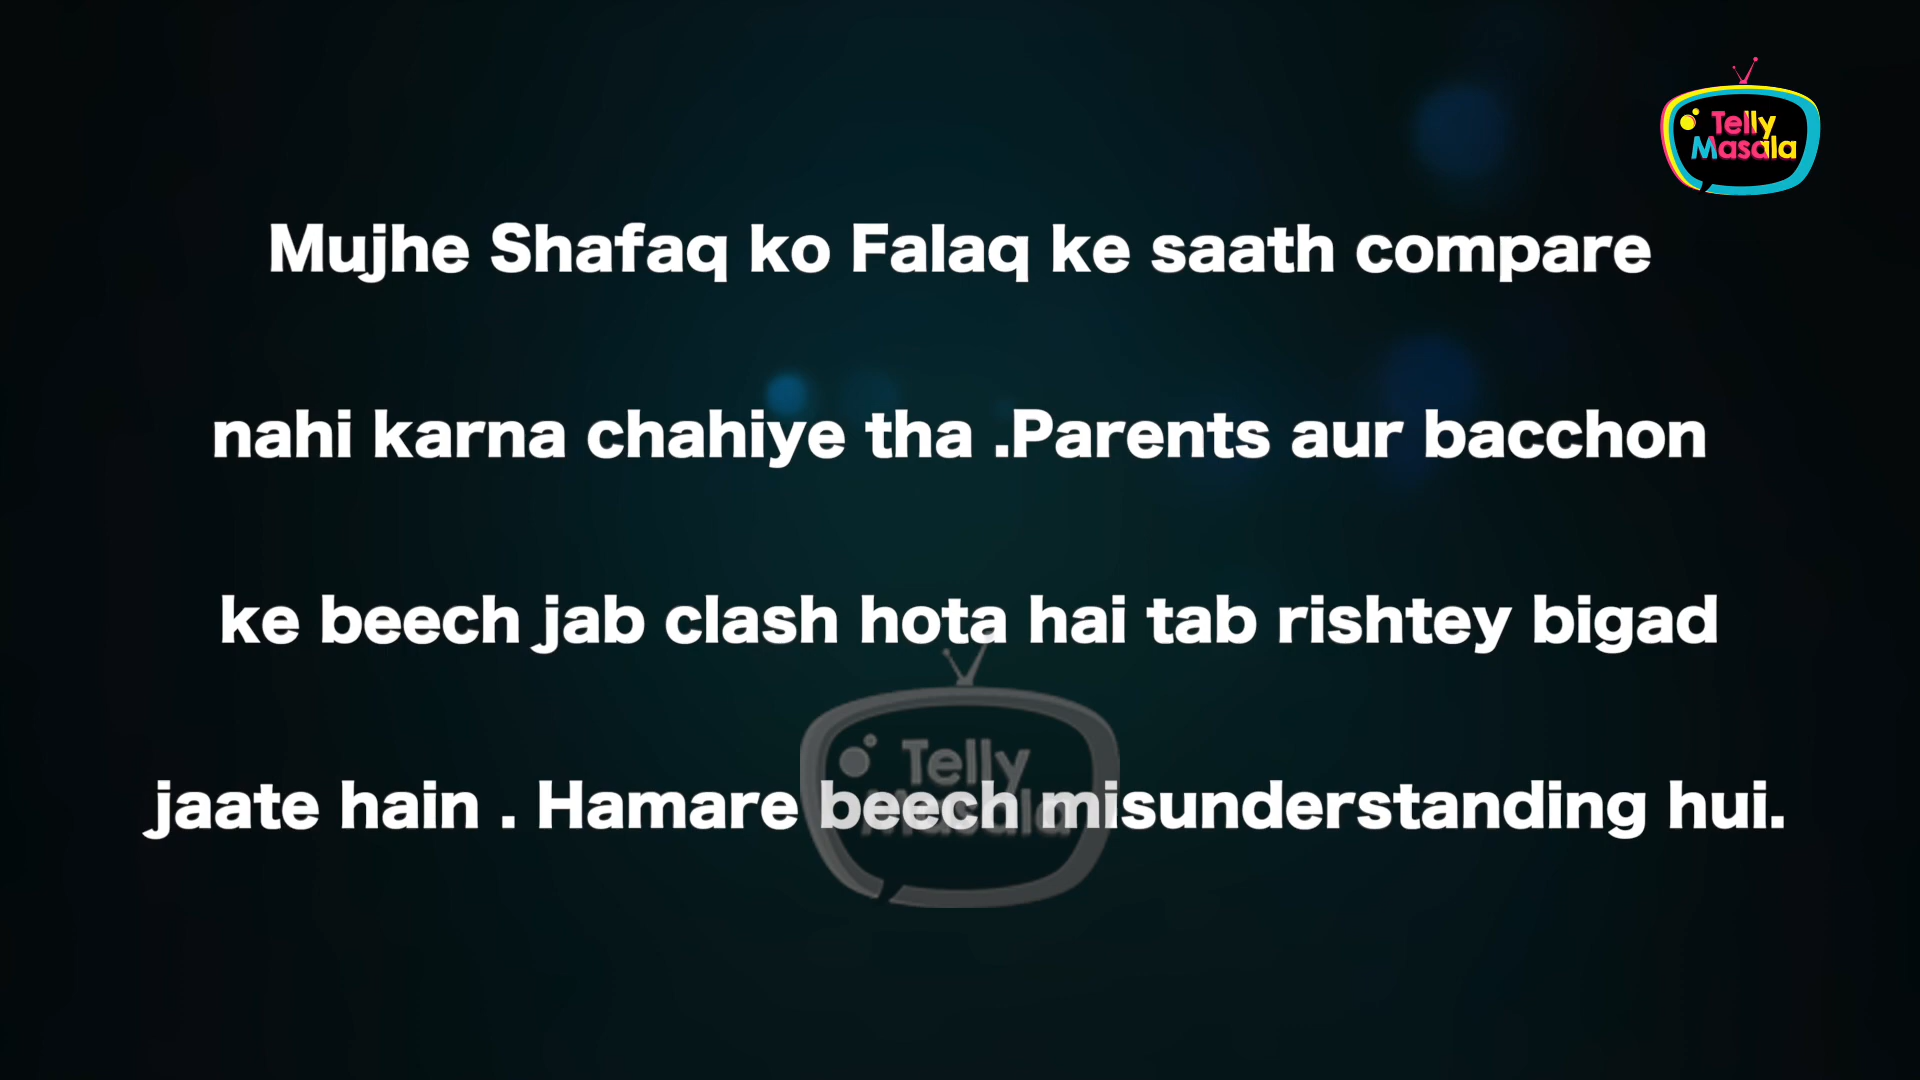 Telly
Masala
Mujhe Shafaq ko Falaq ke saath compare
nahi karna chahiye tha .Parents aur bacchon
ke beech jab clash hota hai tab rishtey bigad
jaate hain . Hamare beech misunderstanding hui.
Telly
Masala